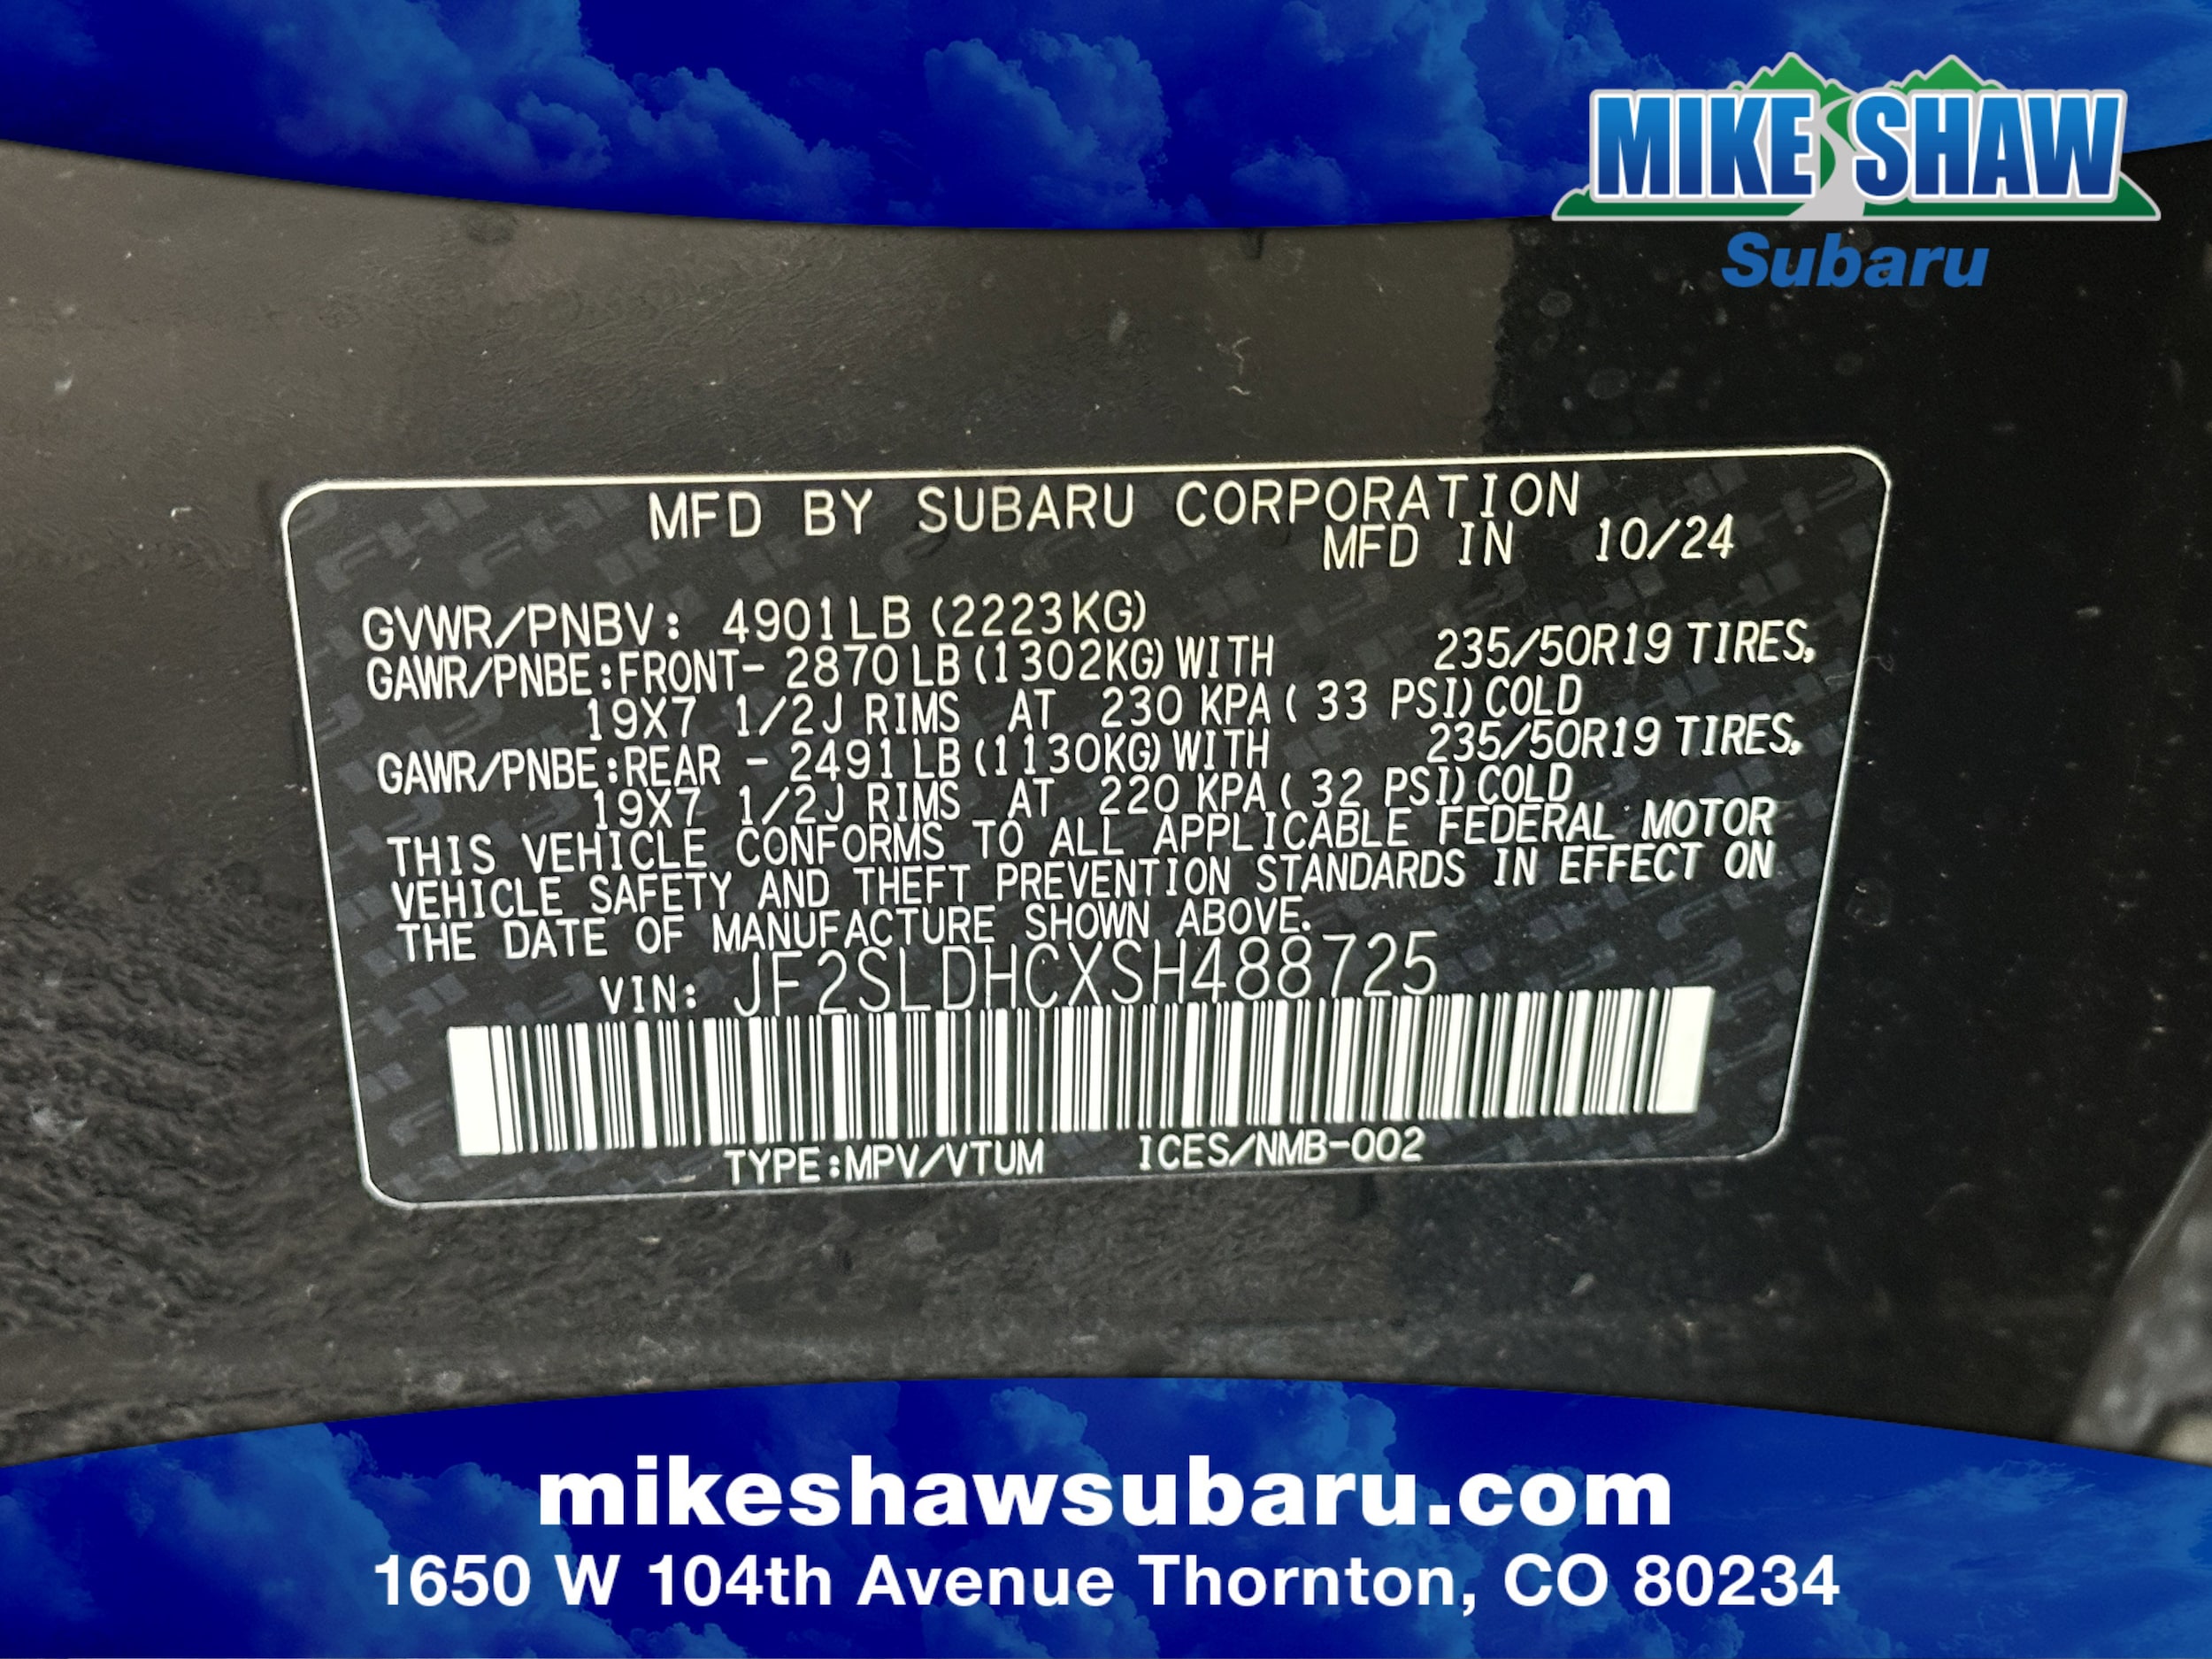 MIKE SHAW
Subaru
MFD BY SUBARU CORPORATION
MFD IN 10/24
GVWR/PNBV: 4901LB (2223KG)
GAWR/PNBE:FRONT- 2870LB (1302KG) WITH 235/50R19 TIRES,
19X7 1/2J RIMS AT 230 KPA ( 33 PSI) COLD
GAWR/PNBE:REAR - 2491LB (1130KG) WITH 235/50R19 TIRES,
19X7 1/2J RIMS AT 220 KPA ( 32 PSI) COLD
THIS VEHICLE CONFORMS TO ALL APPLICABLE FEDERAL MOTOR
VEHICLE SAFETY AND THEFT PREVENTION STANDARDS IN EFFECT ON
THE DATE OF MANUFACTURE SHOWN ABOVE.
VIN: JF2SLDHCXSH488725
TYPE:MPV/VTUM ICES/NMB-002
mikeshawsubaru.com
1650 W 104th Avenue Thornton, CO 80234